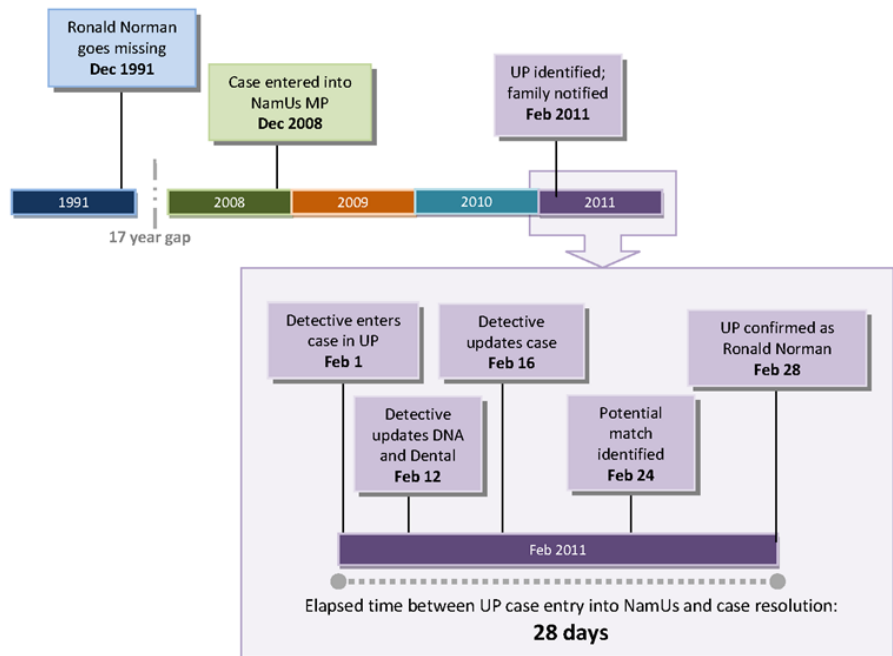 Ronald Norman
goes missing
Dec 1991
Case entered into
NamUs MP
Dec 2008
UP identified;
family notified
Feb 2011
1991
2008
2009
2010
2011
17 year gap
Detective enters
case in UP
Feb 1
Detective
updates DNA
and Dental
Feb 12
Detective
updates case
Feb 16
Potential
match
identified
Feb 24
UP confirmed as
Ronald Norman
Feb 28
Feb 2011
Elapsed time between UP case entry into NamUs and case resolution:
28 days